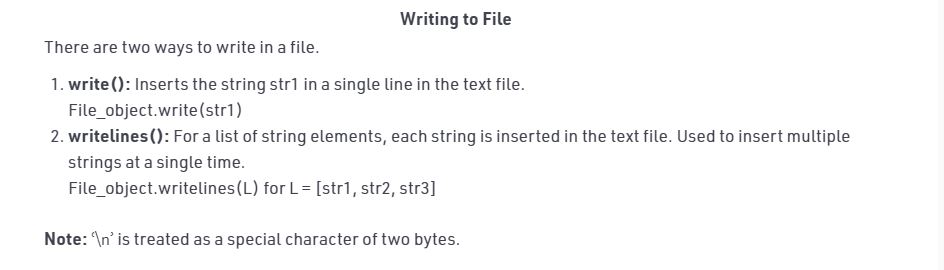 Writing to File
There are two ways to write in a file.
1. write(): Inserts the string str1 in a single line in the text file.
File_object.write(str1)
2. writelines(): For a list of string elements, each string is inserted in the text file. Used to insert multiple
strings at a single time.
File_object.writelines(L) for L = [str1, str2, str3]
Note: ‘\n’ is treated as a special character of two bytes.